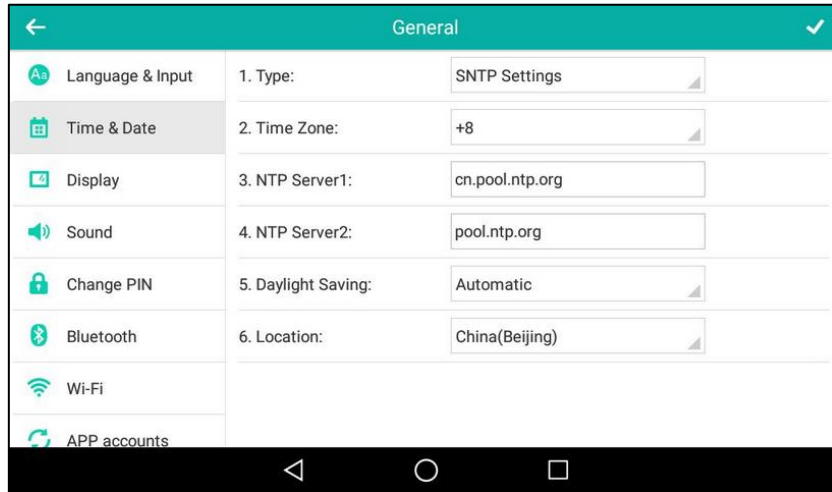 General
Aa Language & Input
Time & Date
Display
Sound
Change PIN
Bluetooth
Wi-Fi
APP accounts
1. Type: SNTP Settings
2. Time Zone: +8
3. NTP Server1: cn.pool.ntp.org
4. NTP Server2: pool.ntp.org
5. Daylight Saving: Automatic
6. Location: China(Beijing)